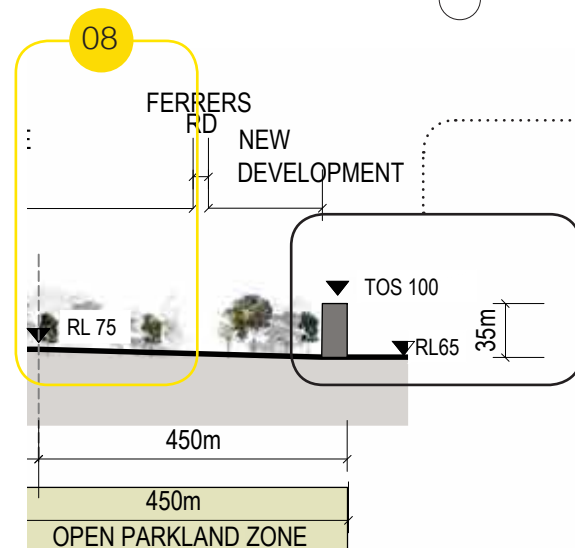 08
FERRERS
RD
NEW
DEVELOPMENT
TOS 100
RL 75
RL65
35m
450m
450m
OPEN PARKLAND ZONE